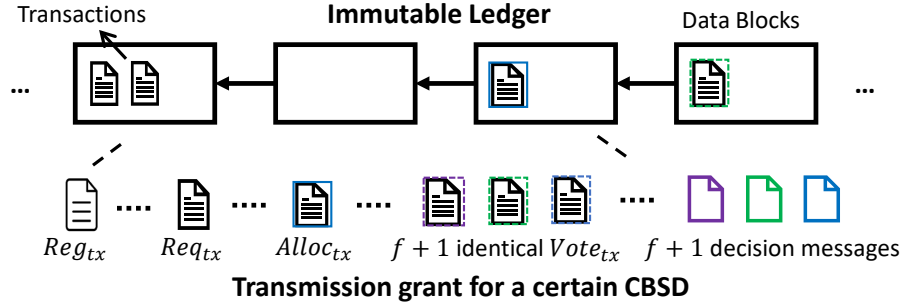 Immutable Ledger
Transactions
Data Blocks
... ...
Reg_tx .... Req_tx .... Alloc_tx .... f + 1 identical Vote_tx .... f + 1 decision messages
Transmission grant for a certain CBSD